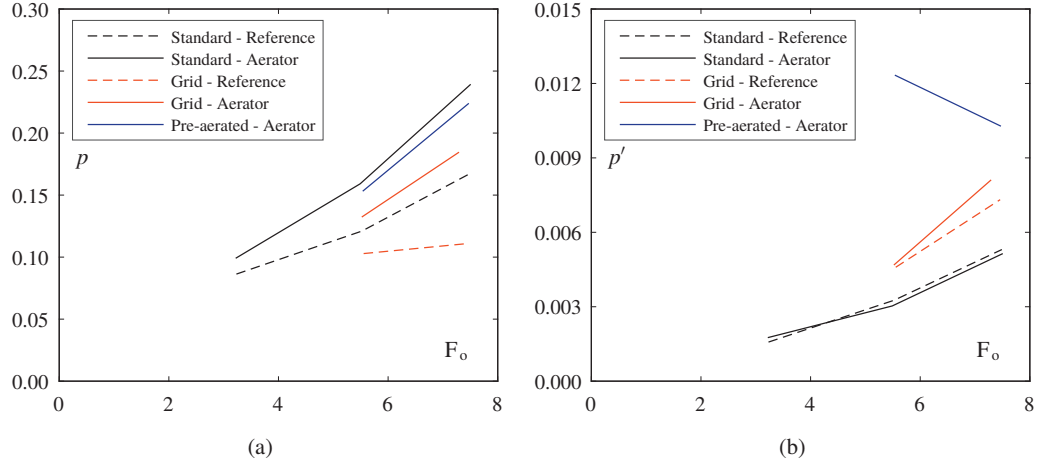 0.30
0.25
0.20
0.15
0.10
0.05
0.00
Standard - Reference
Standard - Aerator
Grid - Reference
Grid - Aerator
Pre-aerated - Aerator
p
Fo
0 2 4 6 8
(a)
0.015
0.012
0.009
0.006
0.003
0.000
Standard - Reference
Standard - Aerator
Grid - Reference
Grid - Aerator
Pre-aerated - Aerator
p′
Fo
0 2 4 6 8
(b)